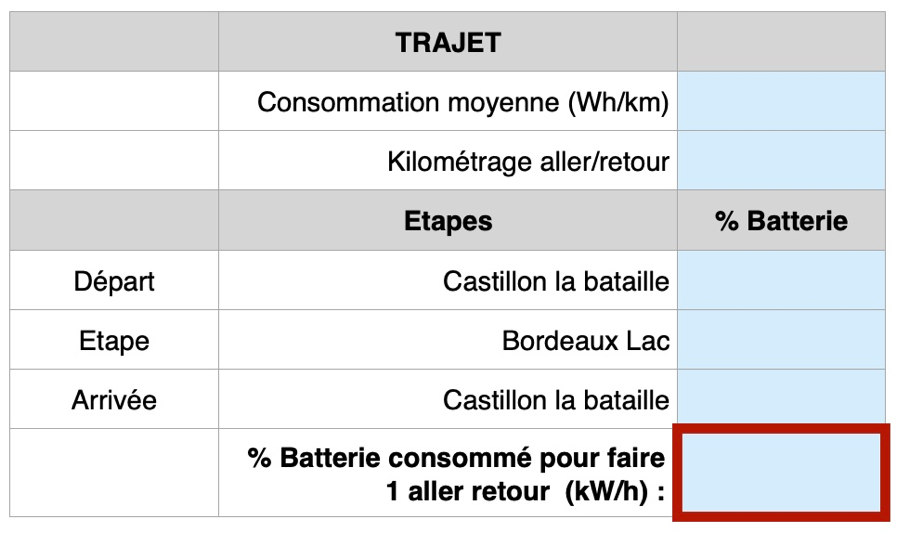 TRAJET
Consommation moyenne (Wh/km)
Kilométrage aller/retour
Etapes % Batterie
Départ Castillon la bataille
Etape Bordeaux Lac
Arrivée Castillon la bataille
% Batterie consommé pour faire
1 aller retour (kW/h) :